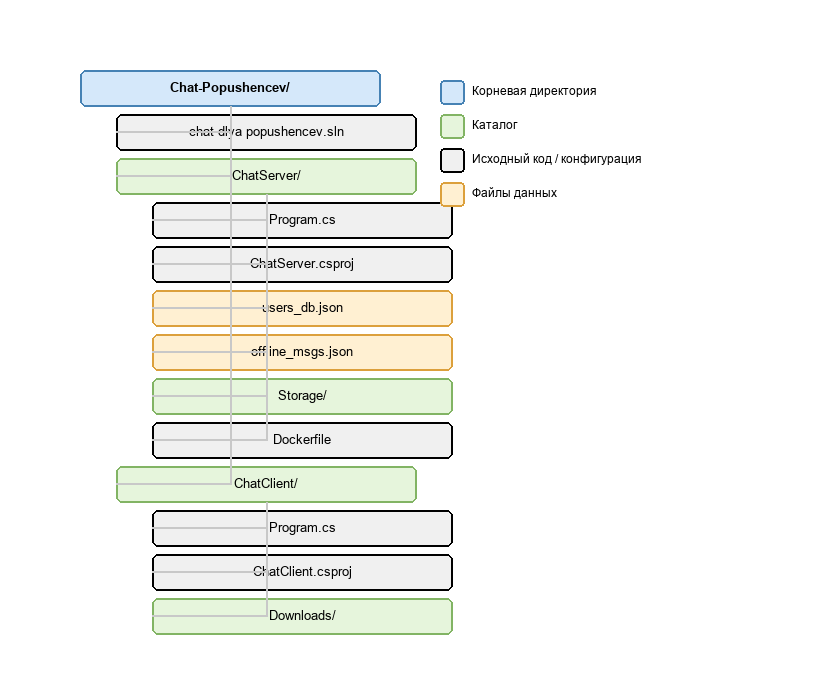 Chat-Popushencev/
chat dlya popushencev.sln
ChatServer/
Program.cs
ChatServer.csproj
users_db.json
offline_msgs.json
Storage/
Dockerfile
ChatClient/
Program.cs
ChatClient.csproj
Downloads/
Корневая директория
Каталог
Исходный код / конфигурация
Файлы данных